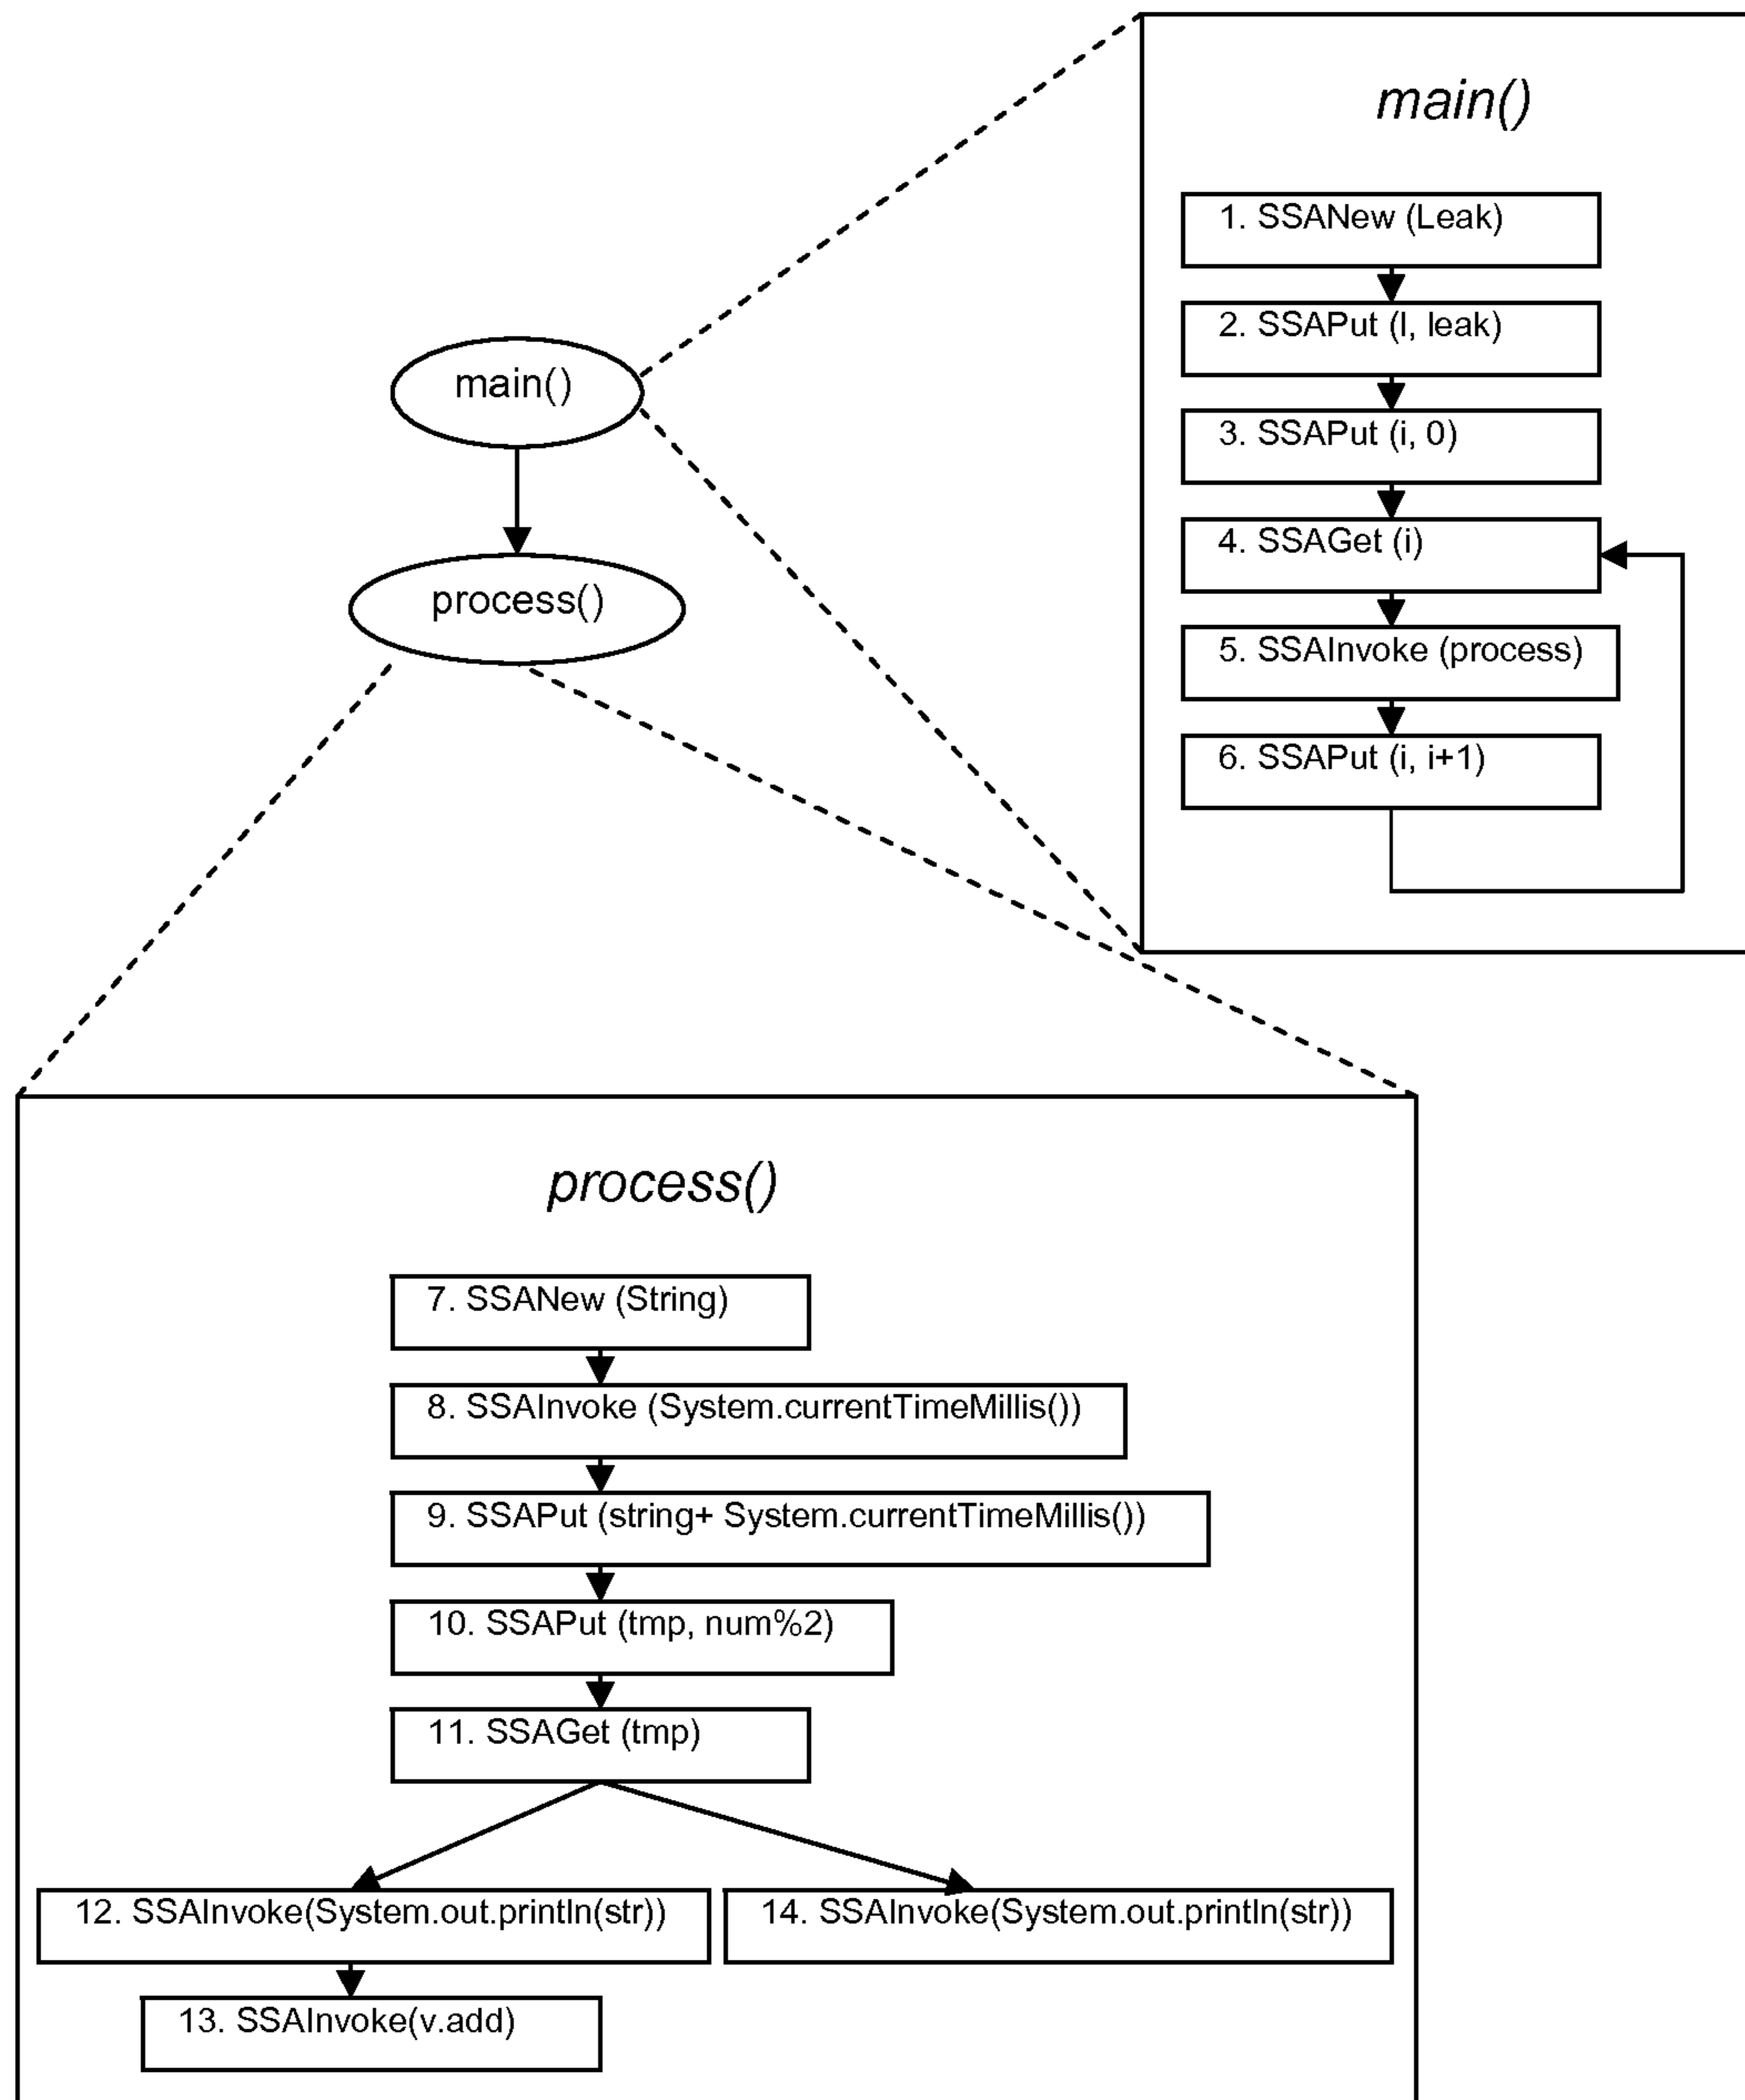 main()
1. SSANew (Leak)
2. SSAPut (l, leak)
3. SSAPut (i, 0)
4. SSAGet (i)
5. SSAInvoke (process)
6. SSAPut (i, i+1)
main()
process()
process()
7. SSANew (String)
8. SSAInvoke (System.currentTimeMillis())
9. SSAPut (string+ System.currentTimeMillis())
10. SSAPut (tmp, num%2)
11. SSAGet (tmp)
12. SSAInvoke(System.out.println(str))
14. SSAInvoke(System.out.println(str))
13. SSAInvoke(v.add)